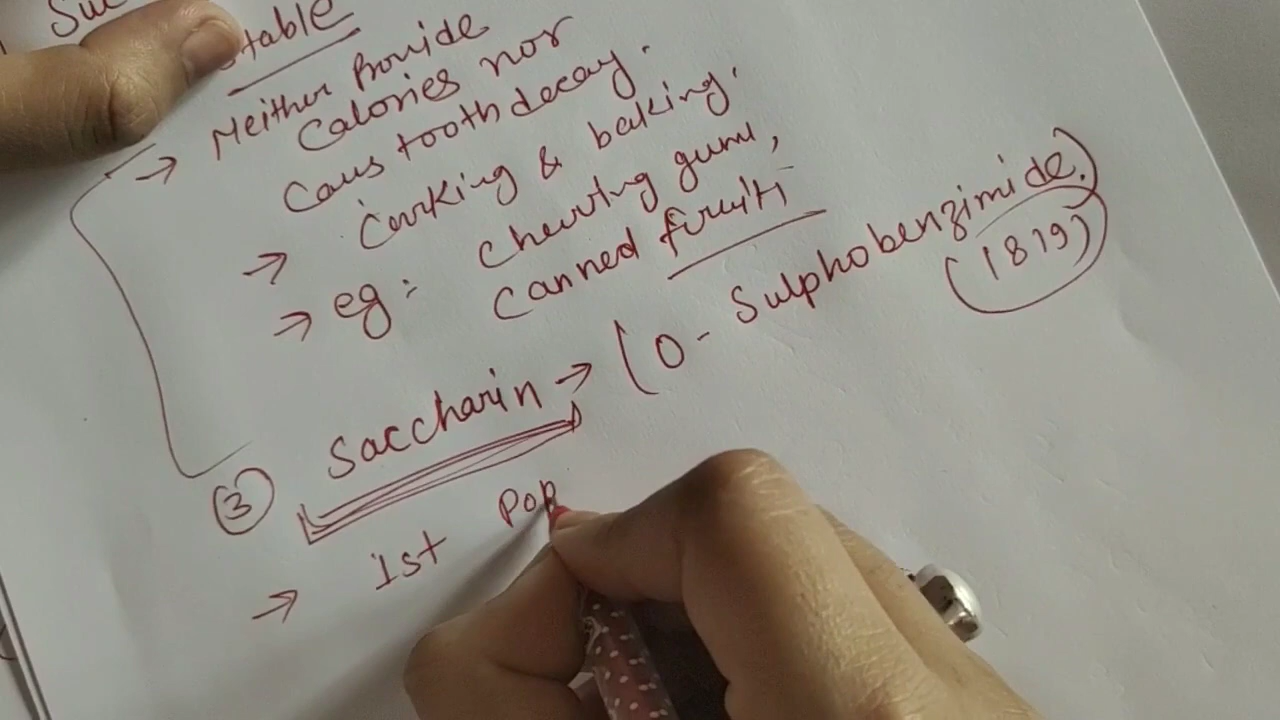 Suc
stable
→ Neither Provide
Calories nor
Caus tooth decay.
→ Cooking & baking.
→ eg: Chewing gum,
Canned fruits
③ Saccharin → (O- Sulphobenzimide.)
(1879)
→ 1st Pop